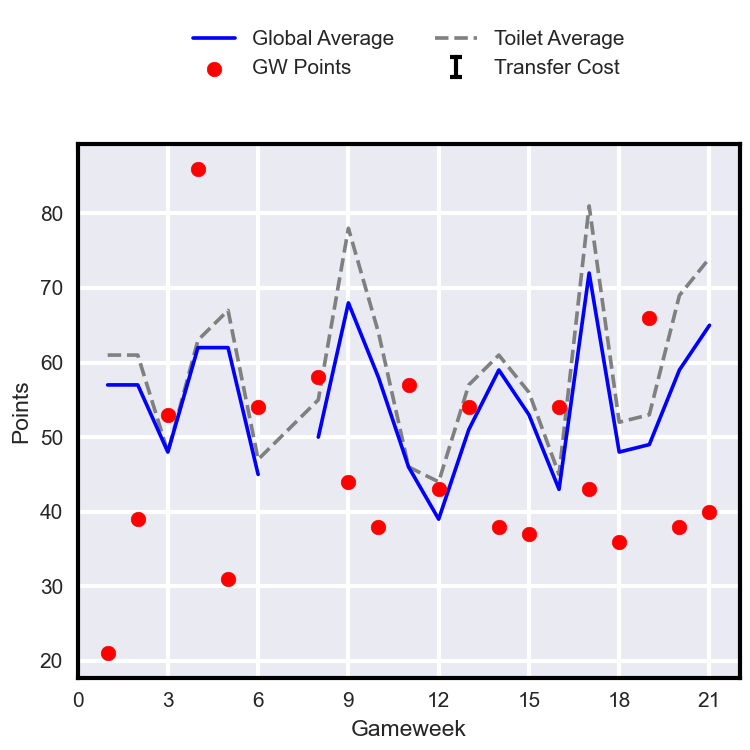 Global Average
Toilet Average
GW Points
Transfer Cost
80
70
60
50
40
30
20
Points
0 3 6 9 12 15 18 21
Gameweek